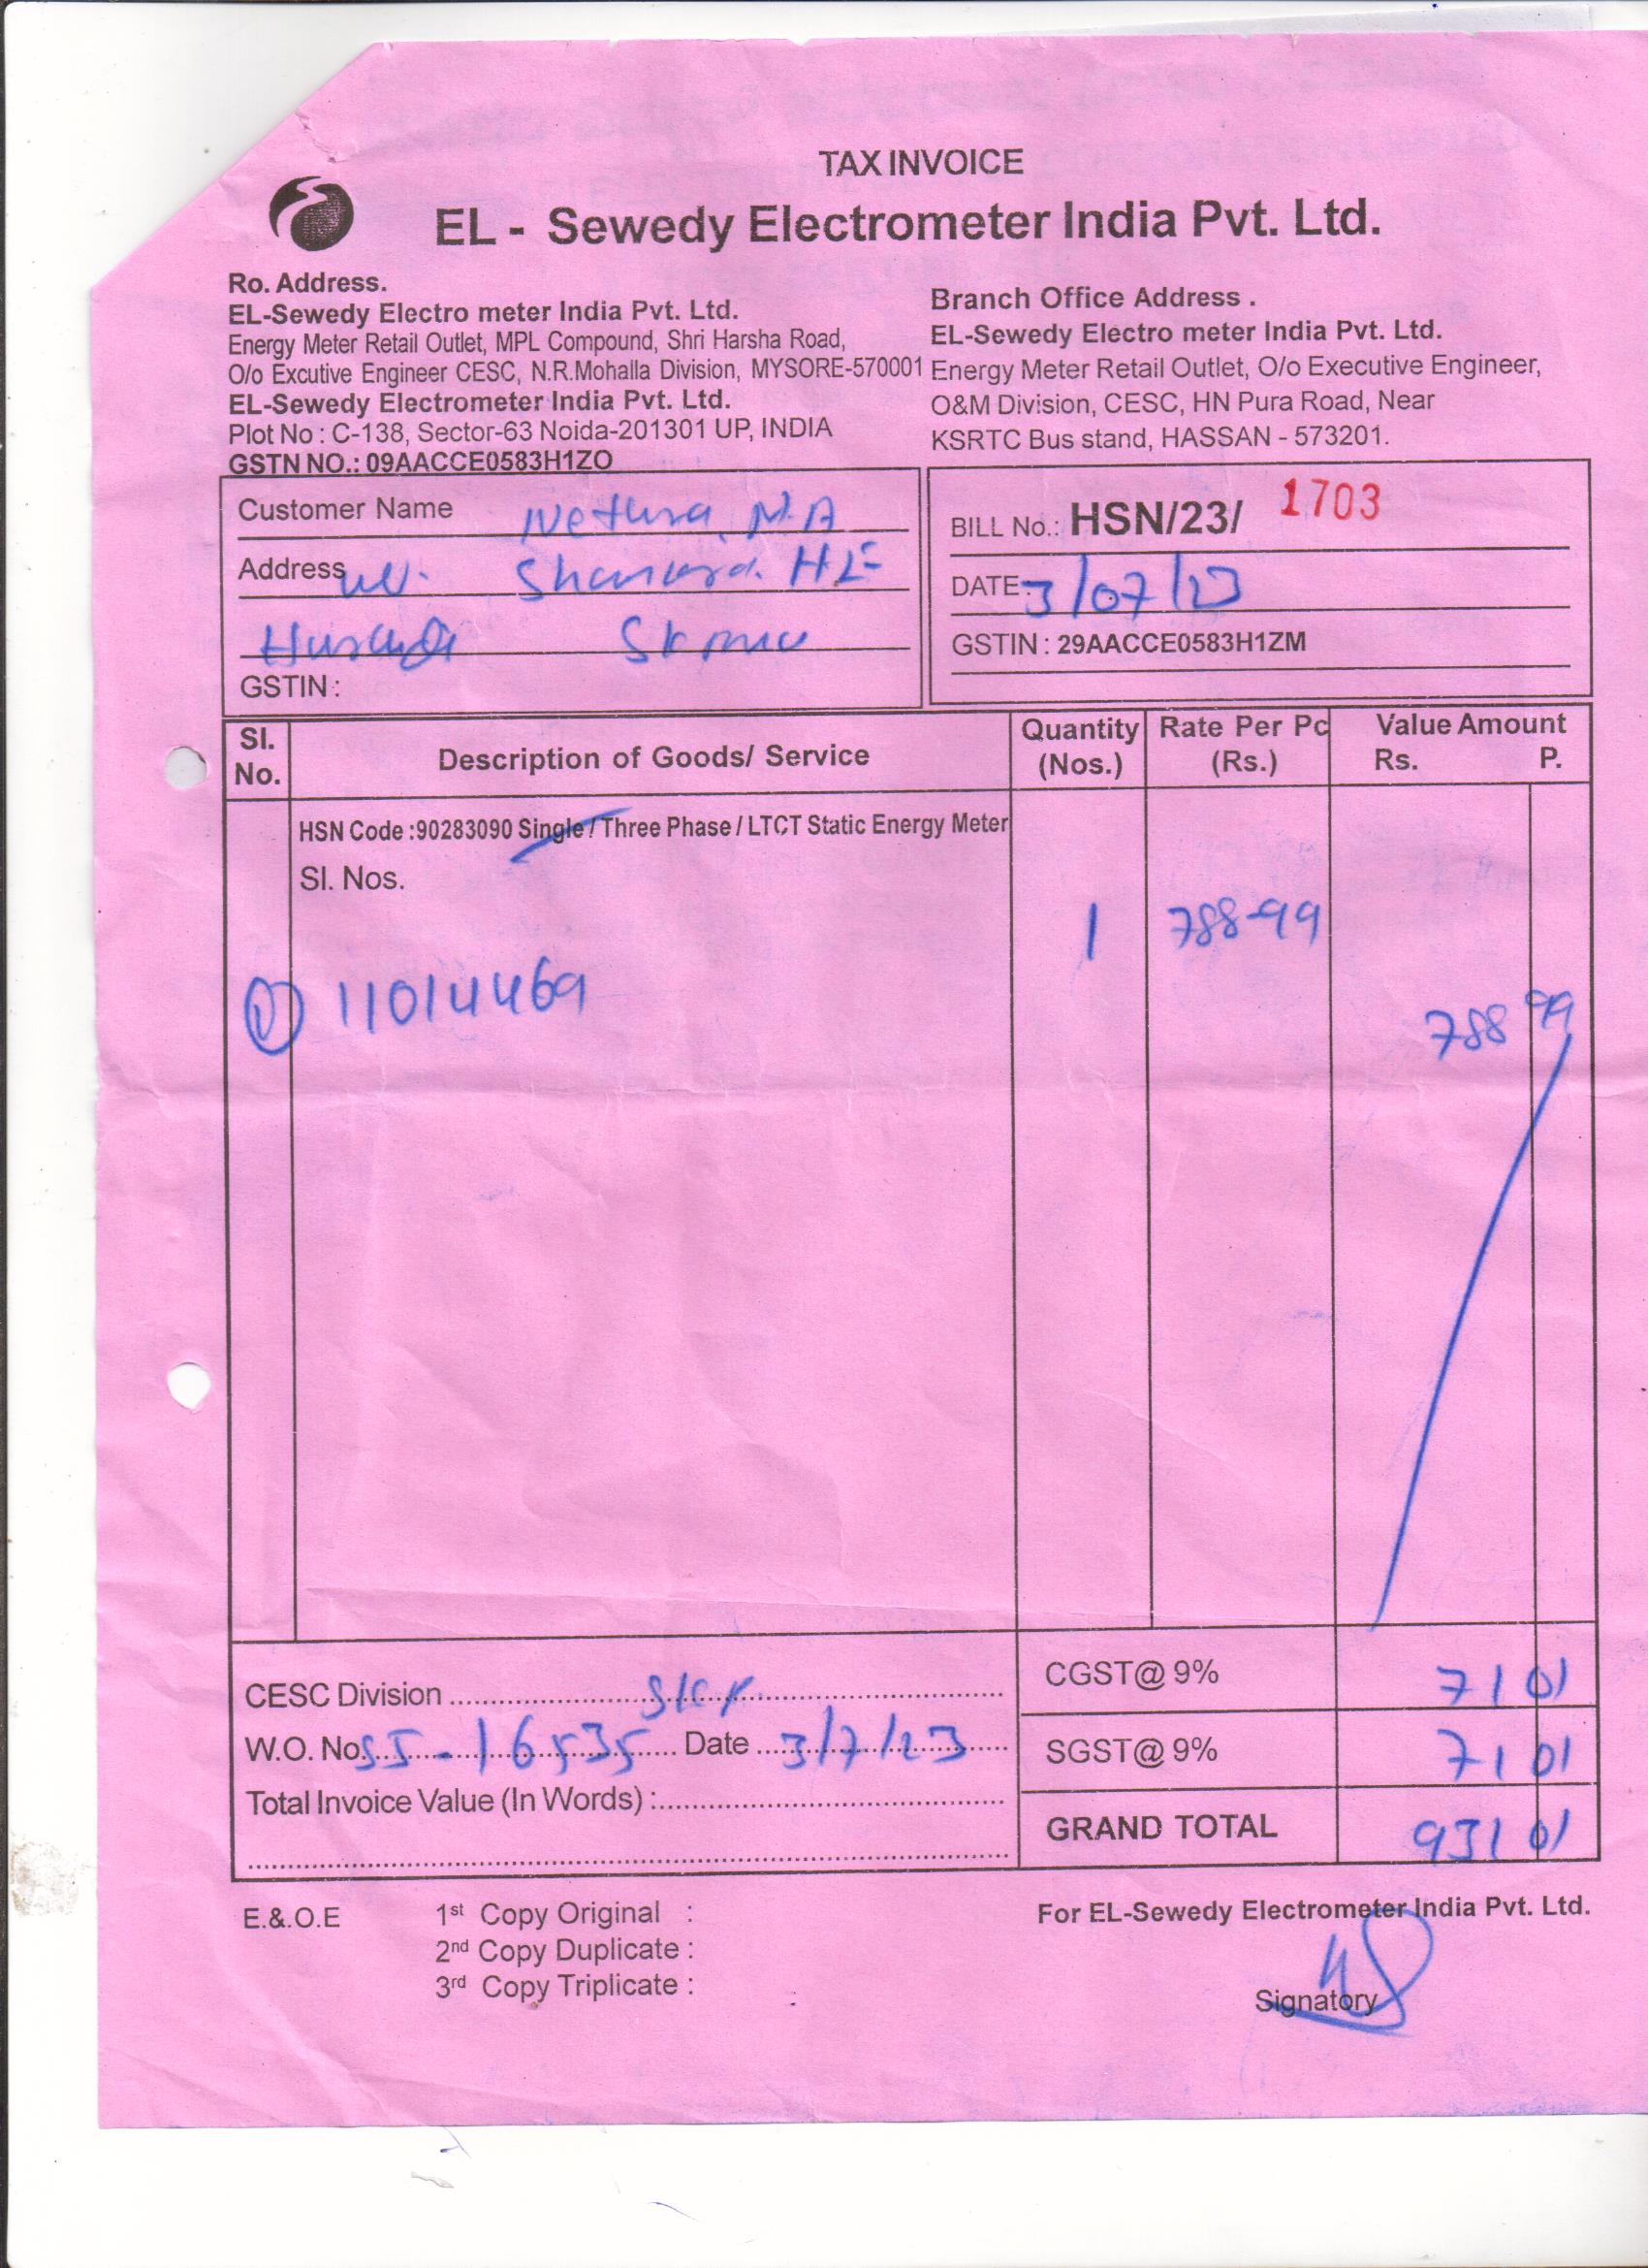 TAX INVOICE
EL - Sewedy Electrometer India Pvt. Ltd.
Ro. Address.
EL-Sewedy Electro meter India Pvt. Ltd.
Energy Meter Retail Outlet, MPL Compound, Shri Harsha Road,
O/o Excutive Engineer CESC, N.R.Mohalla Division, MYSORE-570001
EL-Sewedy Electrometer India Pvt. Ltd.
Plot No : C-138, Sector-63 Noida-201301 UP, INDIA
GSTN NO.: 09AACCE0583H1ZO
Branch Office Address .
EL-Sewedy Electro meter India Pvt. Ltd.
Energy Meter Retail Outlet, O/o Executive Engineer,
O&M Division, CESC, HN Pura Road, Near
KSRTC Bus stand, HASSAN - 573201.
Customer Name Nethra N.A
Address
GSTIN :
BILL No.: HSN/23/ 1703
DATE: 3/07/23
GSTIN : 29AACCE0583H1ZM
Sl. No. Description of Goods/ Service Quantity (Nos.) Rate Per Pc (Rs.) Value Amount Rs. P.
HSN Code :90283090 Single / Three Phase / LTCT Static Energy Meter
Sl. Nos.
1 788-99
1) 11014469 788 99
CESC Division
W.O. No. SJ-16535 Date 3/7/23
Total Invoice Value (In Words) :
CGST@ 9% 71 01
SGST@ 9% 71 01
GRAND TOTAL 931 01
E.&.O.E
1st Copy Original :
2nd Copy Duplicate :
3rd Copy Triplicate :
For EL-Sewedy Electrometer India Pvt. Ltd.
Signatory